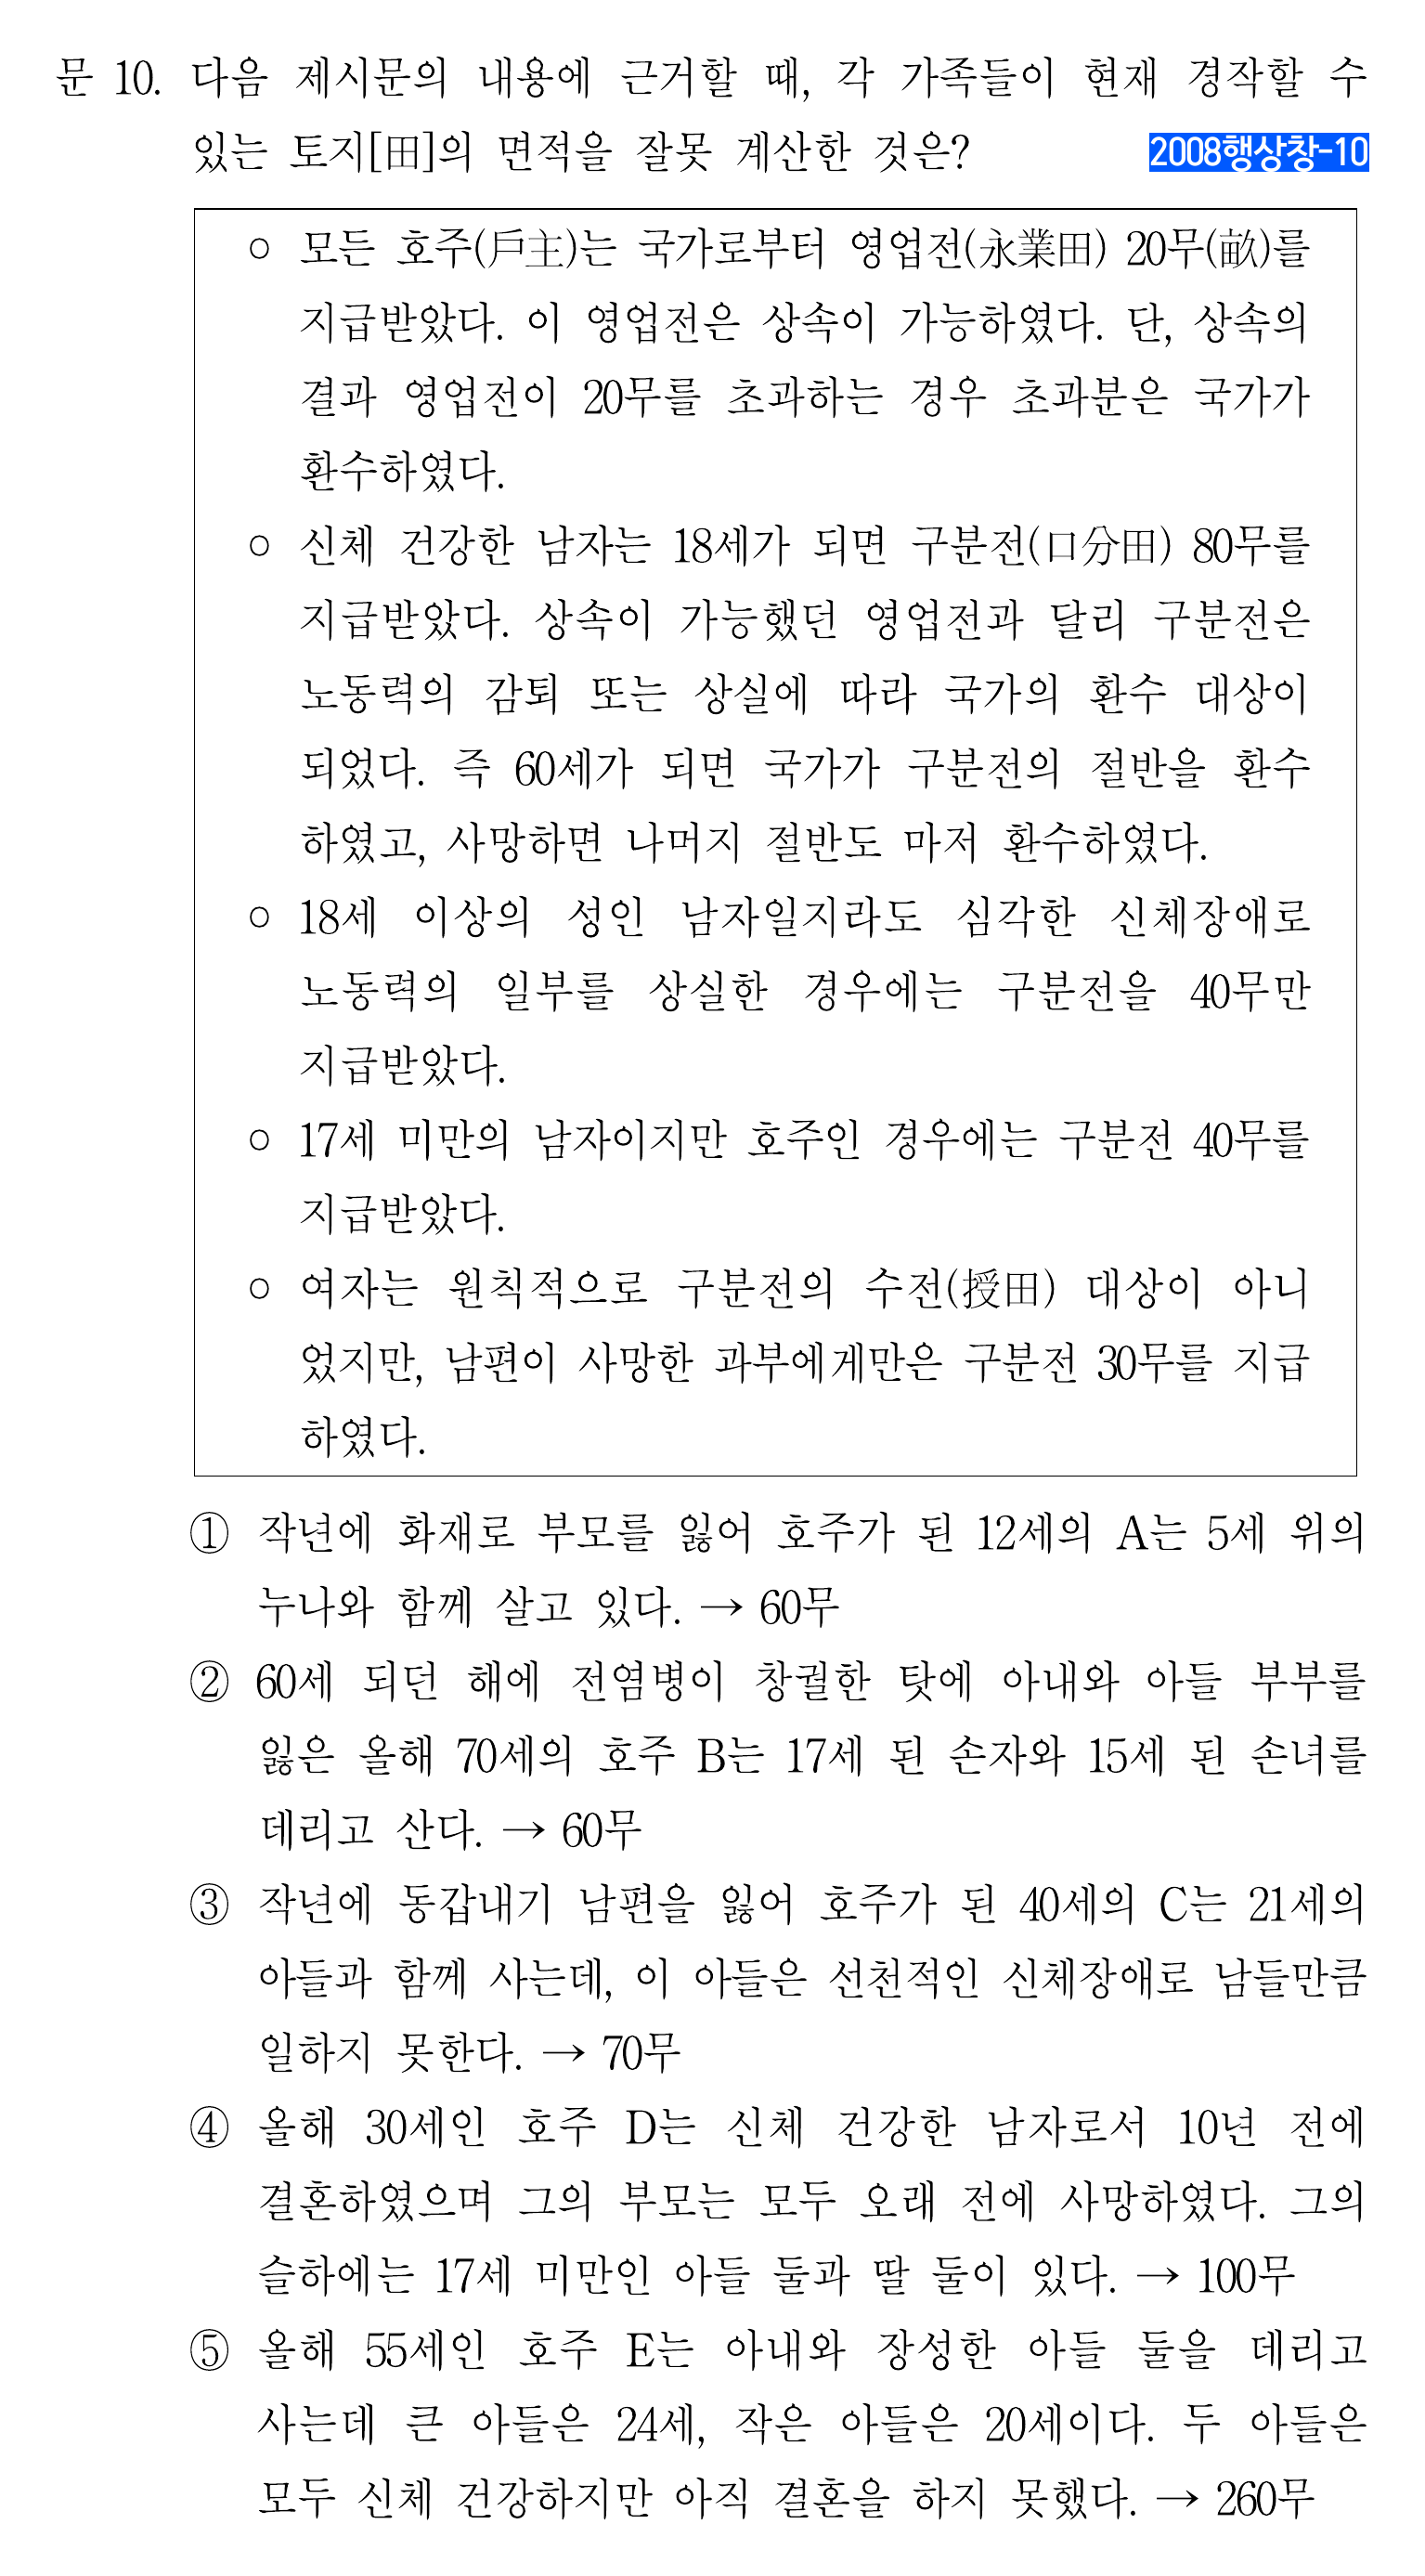 문 10. 다음 제시문의 내용에 근거할 때, 각 가족들이 현재 경작할 수
있는 토지[田]의 면적을 잘못 계산한 것은? 2008행상창-10
○ 모든 호주(戶主)는 국가로부터 영업전(永業田) 20무(畝)를
지급받았다. 이 영업전은 상속이 가능하였다. 단, 상속의
결과 영업전이 20무를 초과하는 경우 초과분은 국가가
환수하였다.
○ 신체 건강한 남자는 18세가 되면 구분전(口分田) 80무를
지급받았다. 상속이 가능했던 영업전과 달리 구분전은
노동력의 감퇴 또는 상실에 따라 국가의 환수 대상이
되었다. 즉 60세가 되면 국가가 구분전의 절반을 환수
하였고, 사망하면 나머지 절반도 마저 환수하였다.
○ 18세 이상의 성인 남자일지라도 심각한 신체장애로
노동력의 일부를 상실한 경우에는 구분전을 40무만
지급받았다.
○ 17세 미만의 남자이지만 호주인 경우에는 구분전 40무를
지급받았다.
○ 여자는 원칙적으로 구분전의 수전(授田) 대상이 아니
었지만, 남편이 사망한 과부에게만은 구분전 30무를 지급
하였다.
① 작년에 화재로 부모를 잃어 호주가 된 12세의 A는 5세 위의
누나와 함께 살고 있다. → 60무
② 60세 되던 해에 전염병이 창궐한 탓에 아내와 아들 부부를
잃은 올해 70세의 호주 B는 17세 된 손자와 15세 된 손녀를
데리고 산다. → 60무
③ 작년에 동갑내기 남편을 잃어 호주가 된 40세의 C는 21세의
아들과 함께 사는데, 이 아들은 선천적인 신체장애로 남들만큼
일하지 못한다. → 70무
④ 올해 30세인 호주 D는 신체 건강한 남자로서 10년 전에
결혼하였으며 그의 부모는 모두 오래 전에 사망하였다. 그의
슬하에는 17세 미만인 아들 둘과 딸 둘이 있다. → 100무
⑤ 올해 55세인 호주 E는 아내와 장성한 아들 둘을 데리고
사는데 큰 아들은 24세, 작은 아들은 20세이다. 두 아들은
모두 신체 건강하지만 아직 결혼을 하지 못했다. → 260무